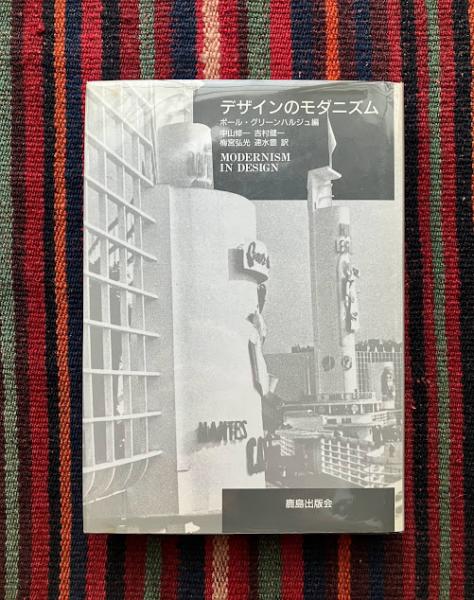 デザインのモダニズム
ポール・グリーンハルジュ編
中山修一 吉村健一
梅宮弘光 速水豊 訳
MODERNISM
IN DESIGN
鹿島出版会